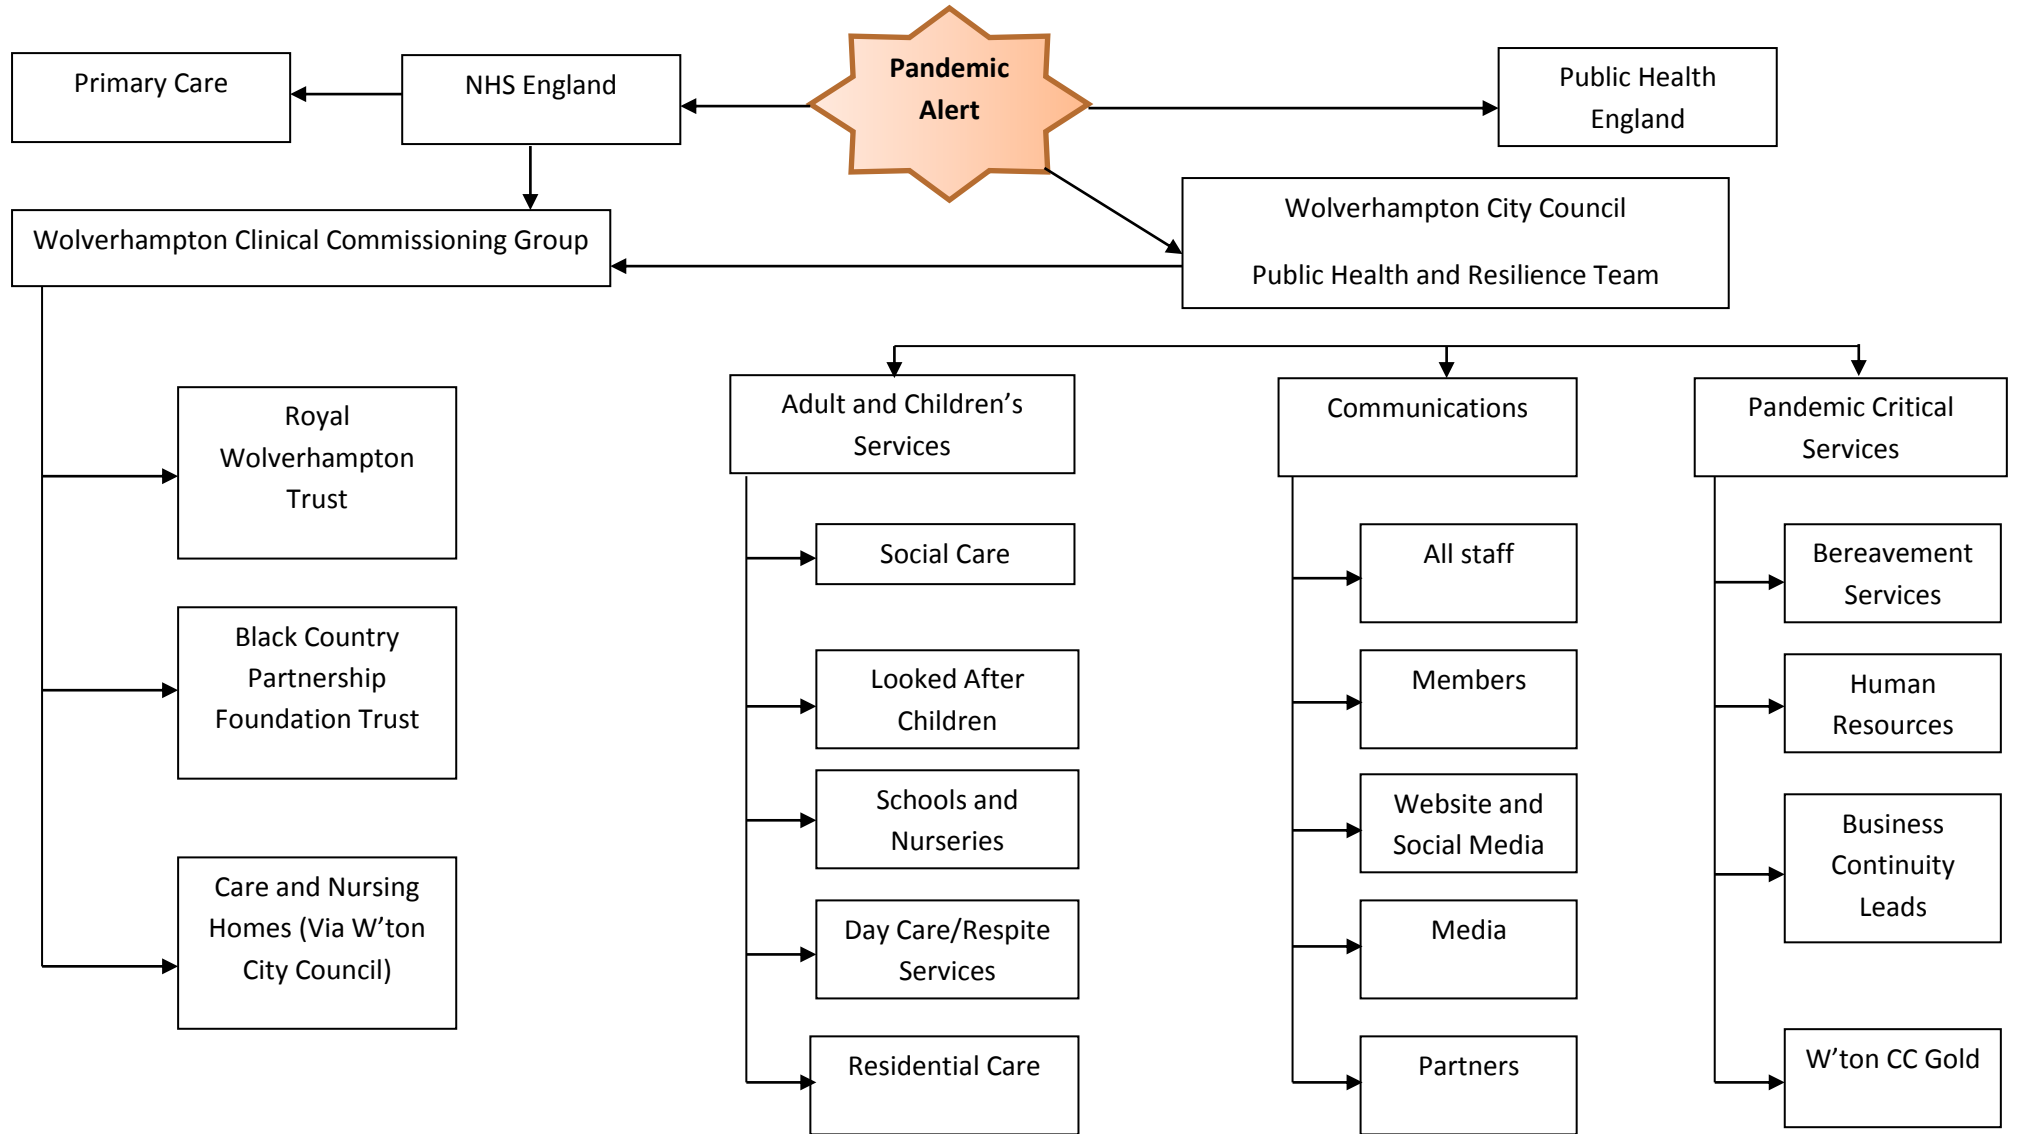 Primary Care
NHS England
Pandemic
Alert
Public Health
England
Wolverhampton Clinical Commissioning Group
Wolverhampton City Council
Public Health and Resilience Team
Royal
Wolverhampton
Trust
Black Country
Partnership
Foundation Trust
Care and Nursing
Homes (Via W’ton
City Council)
Adult and Children’s
Services
Social Care
Looked After
Children
Schools and
Nurseries
Day Care/Respite
Services
Residential Care
Communications
All staff
Members
Website and
Social Media
Media
Partners
Pandemic Critical
Services
Bereavement
Services
Human
Resources
Business
Continuity
Leads
W’ton CC Gold